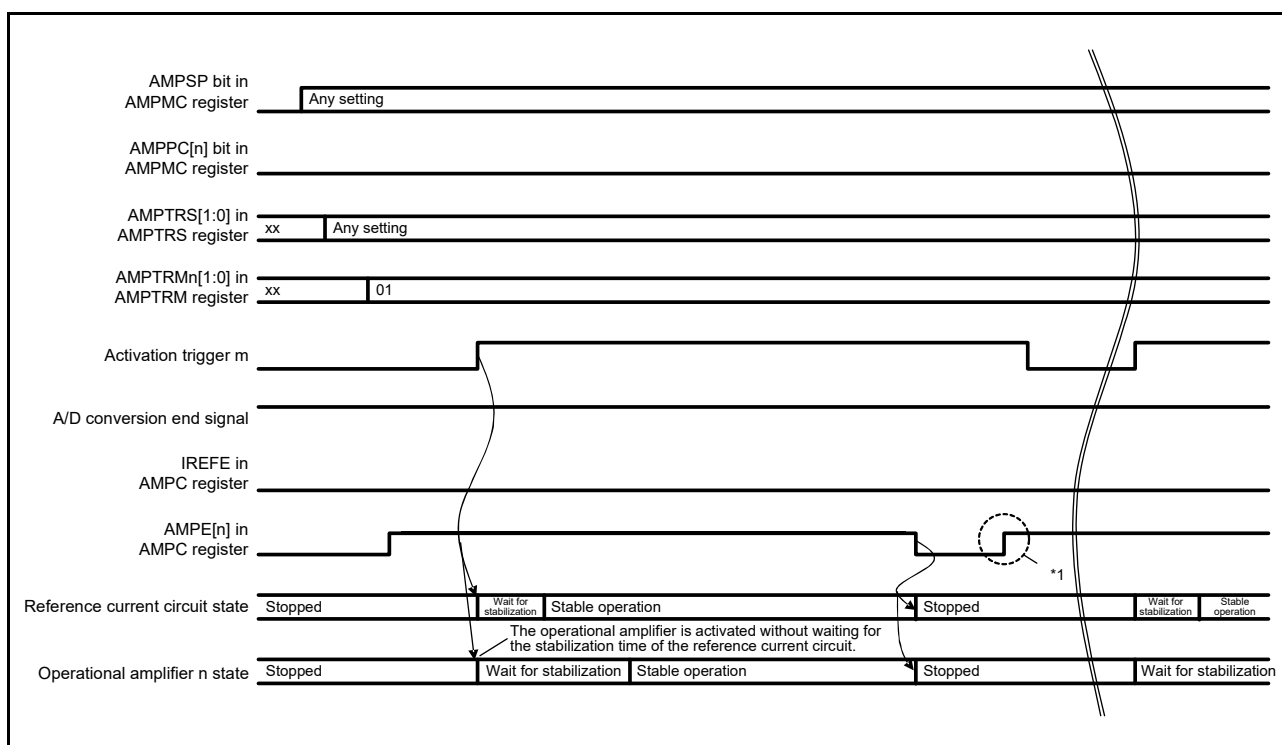 AMPSP bit in
AMPMC register
Any setting
AMPPC[n] bit in
AMPMC register
AMPTRS[1:0] in
AMPTRS register
xx
Any setting
AMPTRMn[1:0] in
AMPTRM register
xx
01
Activation trigger m
A/D conversion end signal
IREFE in
AMPC register
AMPE[n] in
AMPC register
*1
Reference current circuit state
Stopped
Wait for
stabilization
Stable operation
Stopped
Wait for
stabilization
Stable
operation
The operational amplifier is activated without waiting for
the stabilization time of the reference current circuit.
Operational amplifier n state
Stopped
Wait for stabilization
Stable operation
Stopped
Wait for stabilization